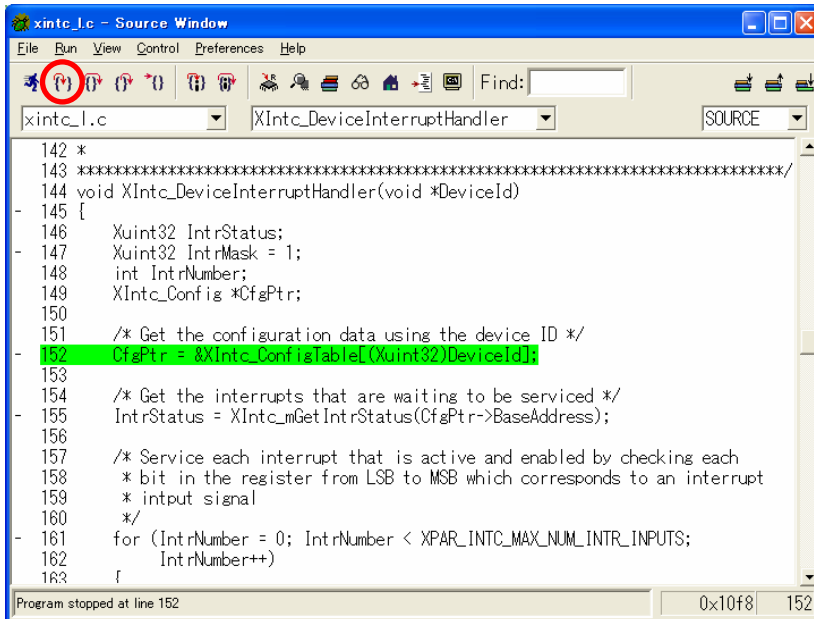 xintc_l.c - Source Window
File Run View Control Preferences Help
Find:
xintc_l.c XIntc_DeviceInterruptHandler SOURCE
142 *
143 ******************************************************************************/
144 void XIntc_DeviceInterruptHandler(void *DeviceId)
- 145 {
146 Xuint32 IntrStatus;
- 147 Xuint32 IntrMask = 1;
148 int IntrNumber;
149 XIntc_Config *CfgPtr;
150
151 /* Get the configuration data using the device ID */
- 152 CfgPtr = &XIntc_ConfigTable[(Xuint32)DeviceId];
153
154 /* Get the interrupts that are waiting to be serviced */
- 155 IntrStatus = XIntc_mGetIntrStatus(CfgPtr->BaseAddress);
156
157 /* Service each interrupt that is active and enabled by checking each
158 * bit in the register from LSB to MSB which corresponds to an interrupt
159 * intput signal
160 */
- 161 for (IntrNumber = 0; IntrNumber < XPAR_INTC_MAX_NUM_INTR_INPUTS;
162 IntrNumber++)
163 {
Program stopped at line 152 0x10f8 152